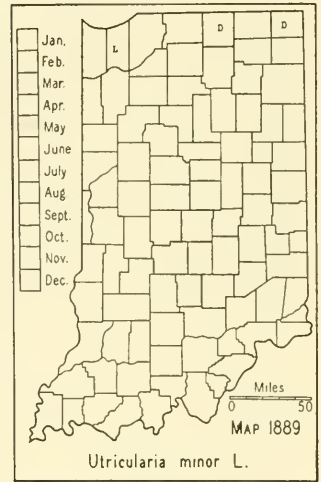 D D
L
Jan.
Feb.
Mar.
Apr.
May
June
July
Aug
Sept.
Oct.
Nov.
Dec.
Miles
0 50
MAP 1889
Utricularia minor L.